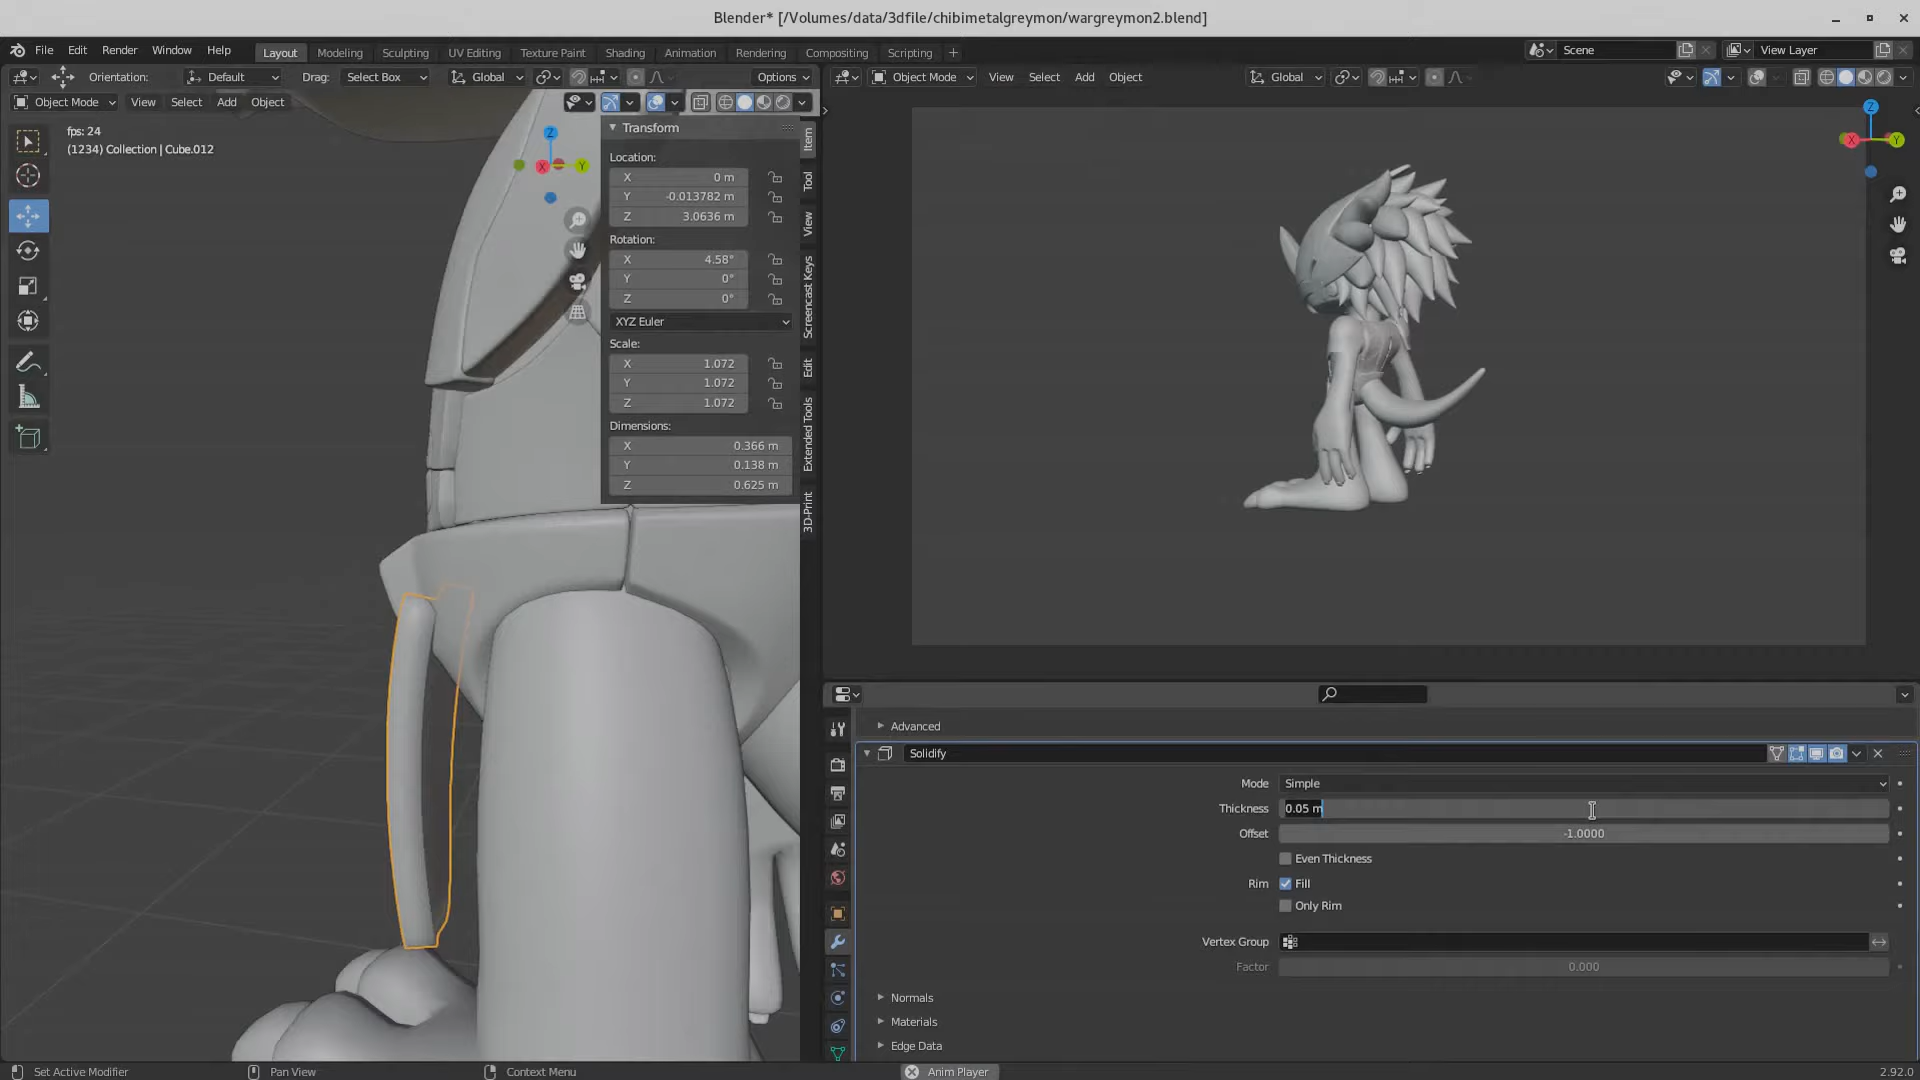 Blender* [/Volumes/data/3dfile/chibimetalgreymon/wargreymon2.blend]
File Edit Render Window Help
Layout Modeling Sculpting UV Editing Texture Paint Shading Animation Rendering Compositing Scripting +
Scene
View Layer
Orientation: Default Drag: Select Box Global Options
Object Mode View Select Add Object Global
Object Mode View Select Add Object
fps: 24
(1234) Collection | Cube.012
Z
X
Y
Transform
Location:
X 0 m
Y -0.013782 m
Z 3.0636 m
Rotation:
X 4.58°
Y 0°
Z 0°
XYZ Euler
Scale:
X 1.072
Y 1.072
Z 1.072
Dimensions:
X 0.366 m
Y 0.138 m
Z 0.625 m
Item
Tool
View
Screencast Keys
Edit
Extended Tools
3D-Print
Z
X
Y
Advanced
Solidify
Mode Simple
Thickness 0.05 m
Offset -1.0000
Even Thickness
Rim Fill
Only Rim
Vertex Group
Factor 0.000
Normals
Materials
Edge Data
Set Active Modifier Pan View Context Menu Anim Player 2.92.0